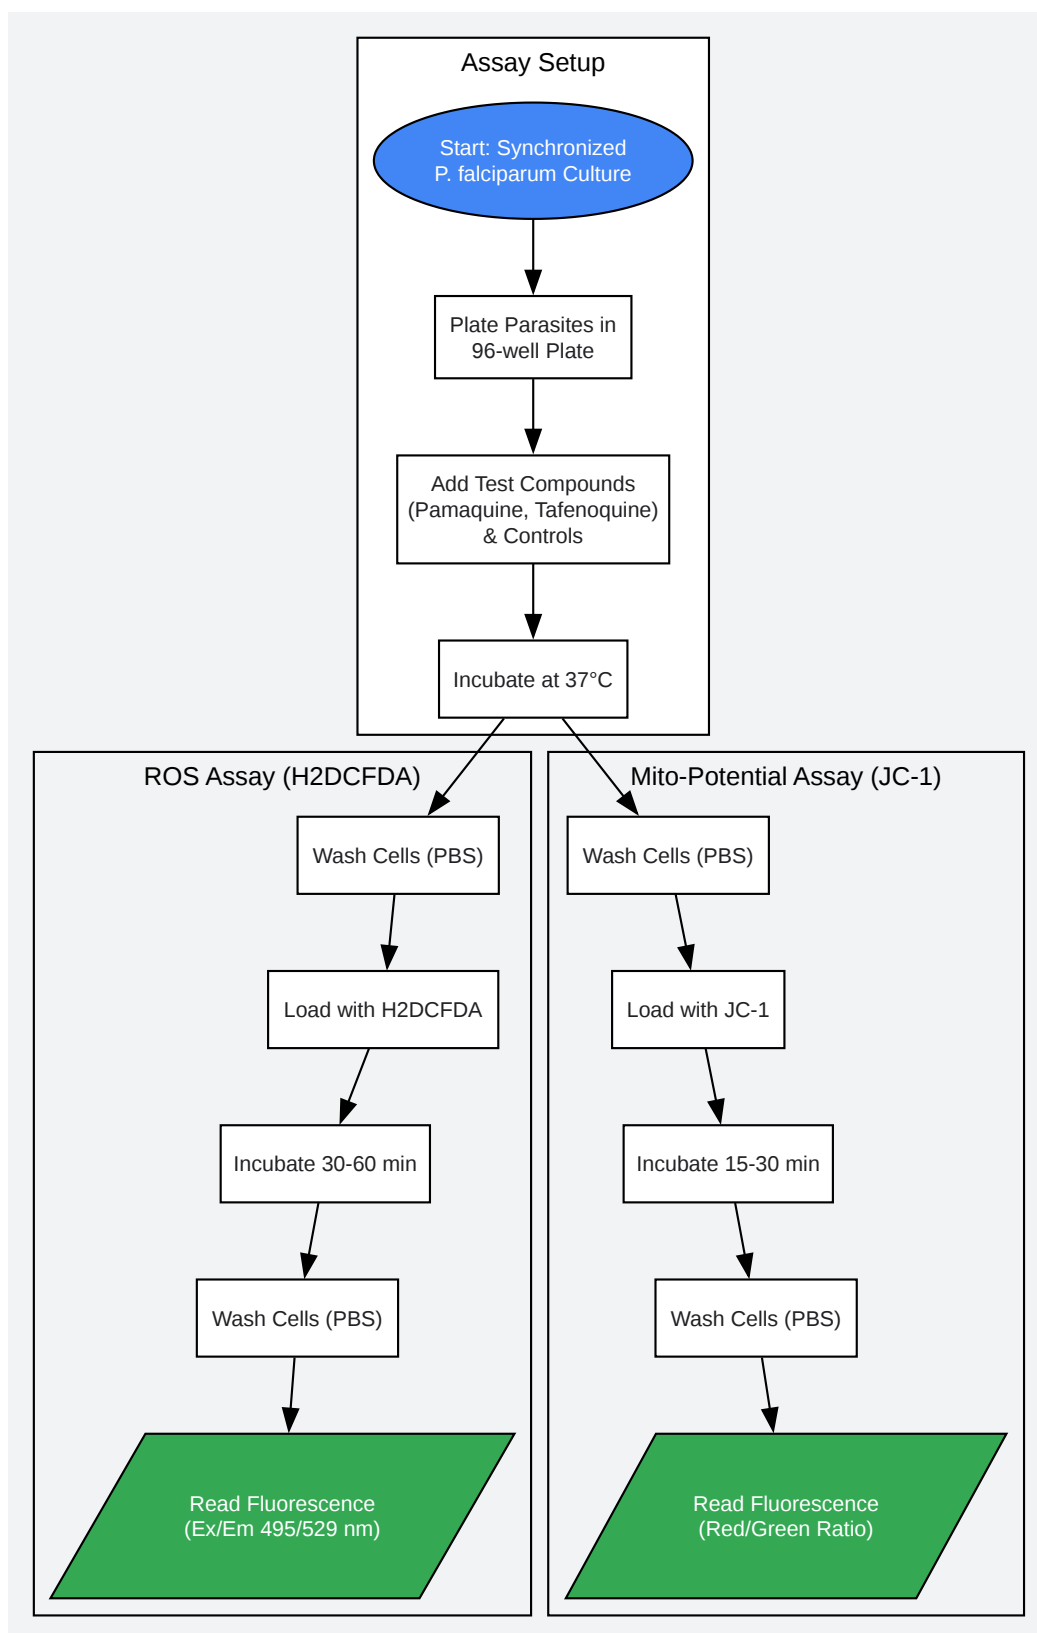 Assay Setup
Start: Synchronized
P. falciparum Culture
Plate Parasites in
96-well Plate
Add Test Compounds
(Pamaquine, Tafenoquine)
& Controls
Incubate at 37°C
ROS Assay (H2DCFDA)
Wash Cells (PBS)
Load with H2DCFDA
Incubate 30-60 min
Wash Cells (PBS)
Read Fluorescence
(Ex/Em 495/529 nm)
Mito-Potential Assay (JC-1)
Wash Cells (PBS)
Load with JC-1
Incubate 15-30 min
Wash Cells (PBS)
Read Fluorescence
(Red/Green Ratio)